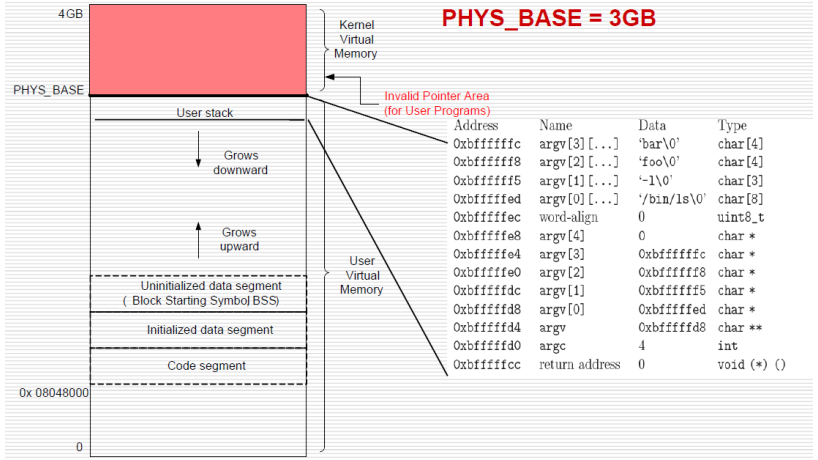 PHYS_BASE = 3GB
4GB
Kernel
Virtual
Memory
PHYS_BASE
Invalid Pointer Area
(for User Programs)
User stack
Grows
downward
Grows
upward
User
Virtual
Memory
Uninitialized data segment
( Block Starting Symbol BSS)
Initialized data segment
Code segment
0x 08048000
0
Address Name Data Type
0xbffffffc argv[3][...] ‘bar\0’ char[4]
0xbffffff8 argv[2][...] ‘foo\0’ char[4]
0xbffffff5 argv[1][...] ‘-l\0’ char[3]
0xbfffffed argv[0][...] ‘/bin/ls\0’ char[8]
0xbfffffec word-align 0 uint8_t
0xbfffffe8 argv[4] 0 char *
0xbfffffe4 argv[3] 0xbffffffc char *
0xbfffffe0 argv[2] 0xbffffff8 char *
0xbfffffdc argv[1] 0xbffffff5 char *
0xbfffffd8 argv[0] 0xbfffffed char *
0xbfffffd4 argv 0xbfffffd8 char **
0xbfffffd0 argc 4 int
0xbfffffcc return address 0 void (*) ()